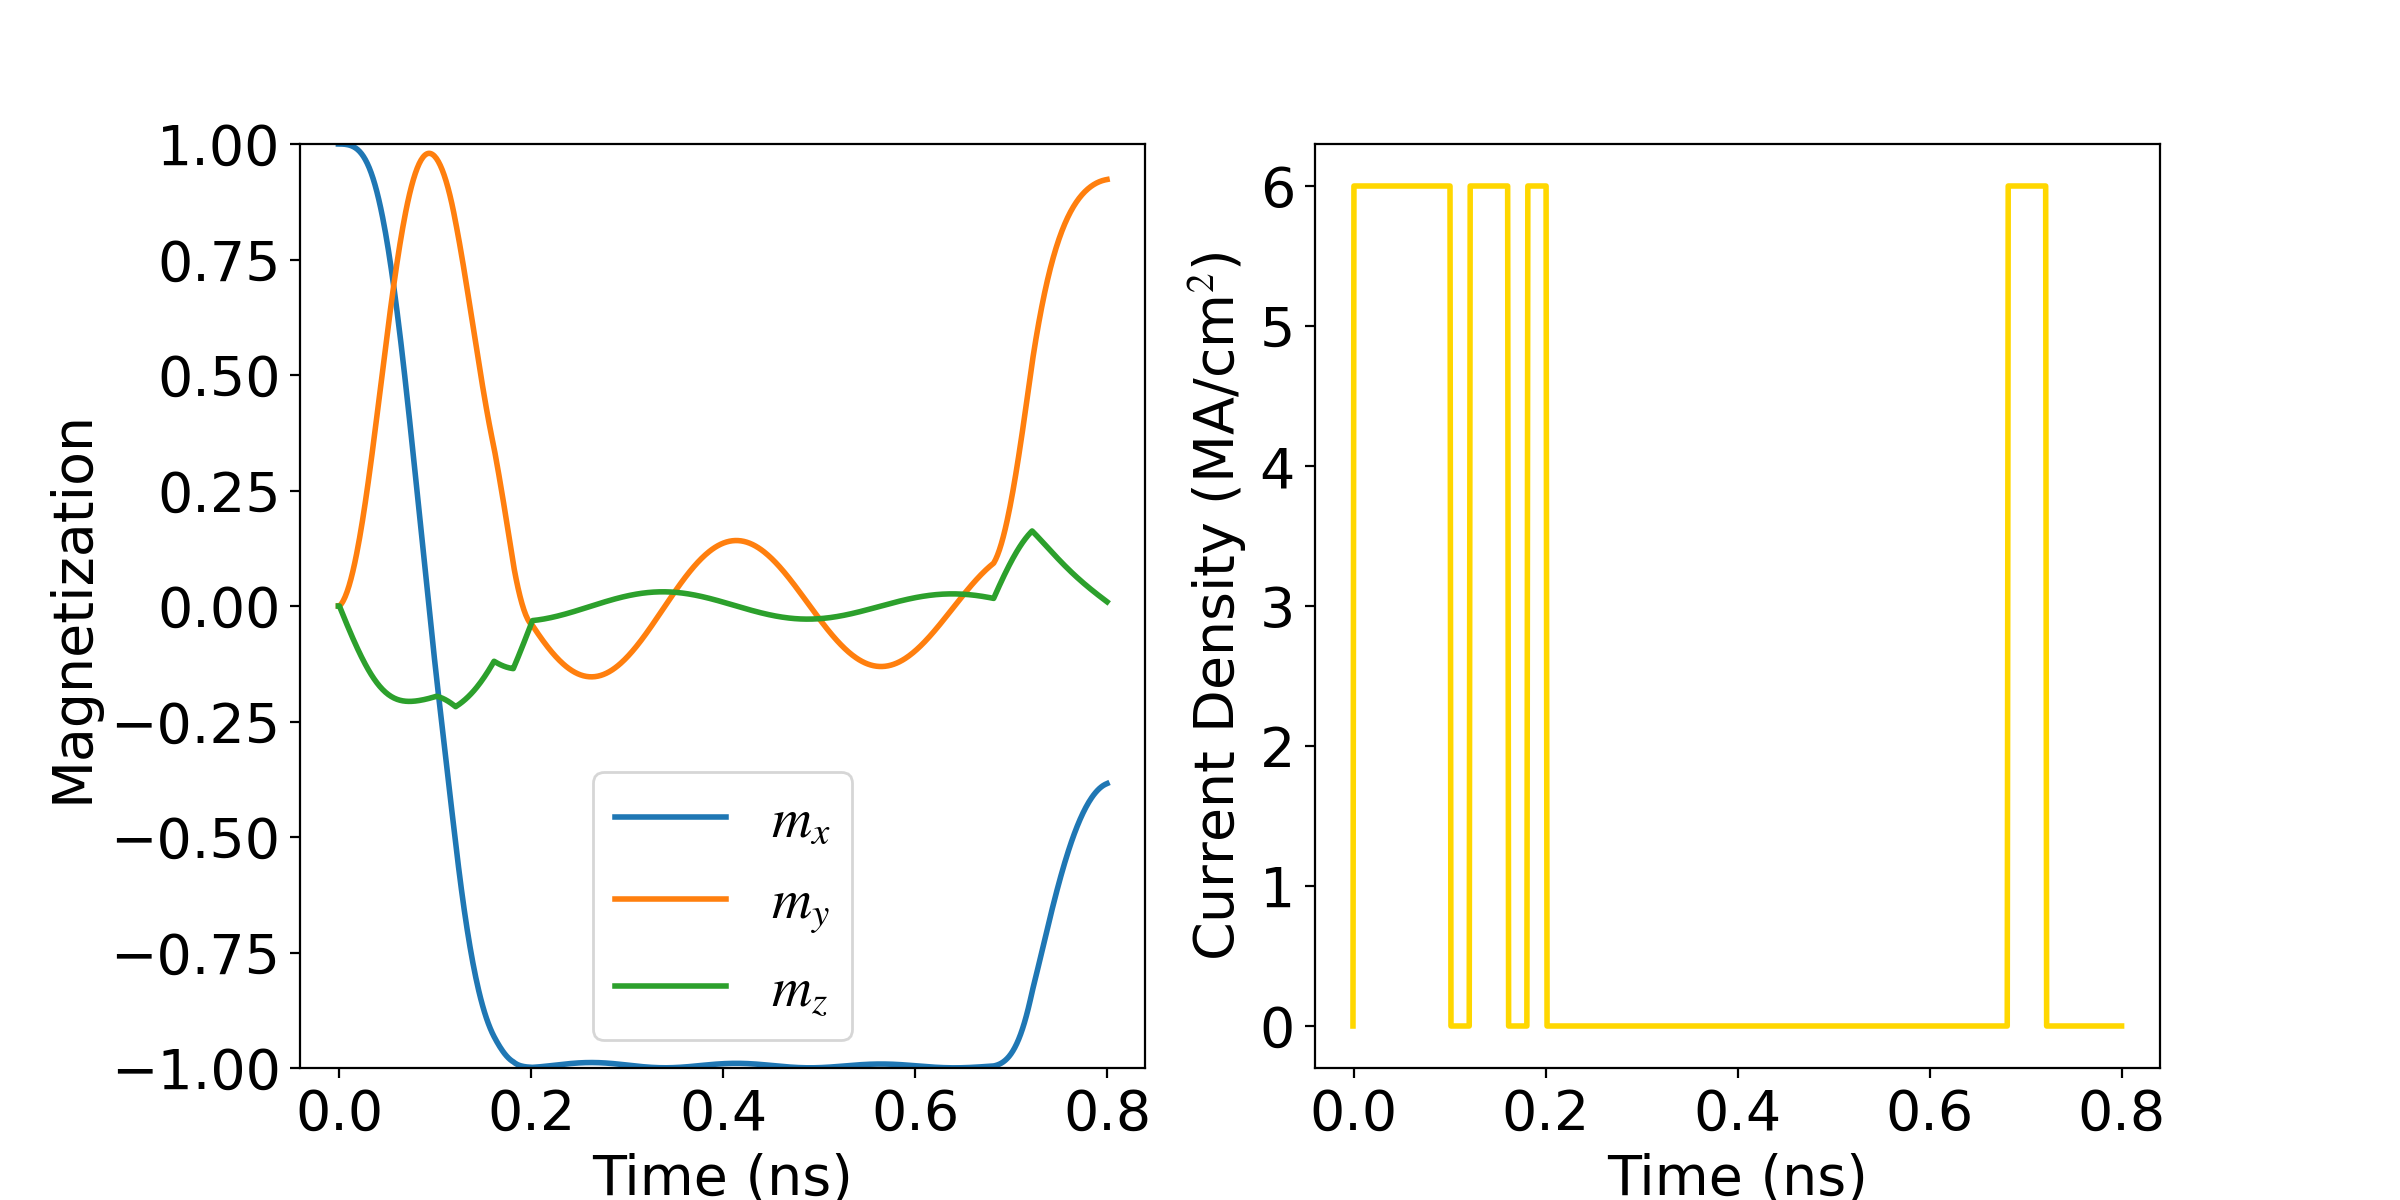 Magnetization
1.00
0.75
0.50
0.25
0.00
−0.25
−0.50
−0.75
−1.00
m_x
m_y
m_z
0.0 0.2 0.4 0.6 0.8
Time (ns)
Current Density (MA/cm²)
6
5
4
3
2
1
0
0.0 0.2 0.4 0.6 0.8
Time (ns)